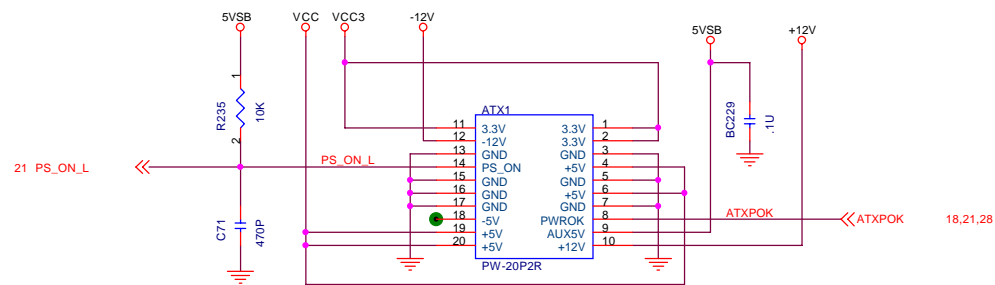 5VSB VCC VCC3 -12V 5VSB +12V
1
R235
10K
2
BC229
.1U
ATX1
11 3.3V 3.3V 1
12 -12V 3.3V 2
13 GND GND 3
21 PS_ON_L PS_ON_L 14 PS_ON +5V 4
15 GND GND 5
16 GND +5V 6
17 GND GND 7
18 -5V PWROK 8 ATXPOK ATXPOK 18,21,28
19 +5V AUX5V 9
20 +5V +12V 10
C71
470P
PW-20P2R